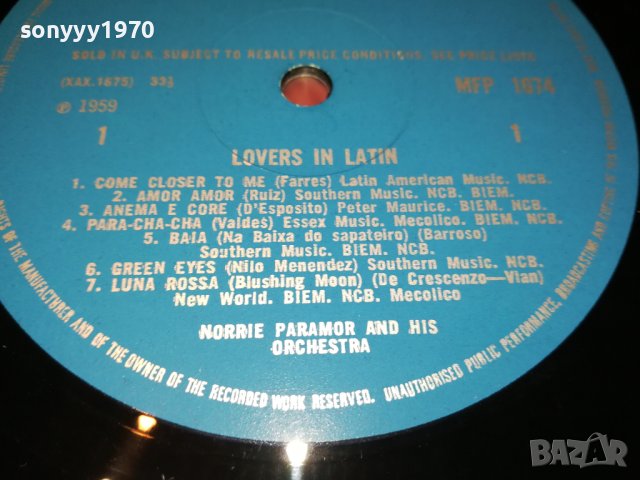 sonyyy1970
SOLD IN U.K. SUBJECT TO RESALE PRICE CONDITIONS, SEE PRICE LISTS
(XAX.1675) 33⅓
MFP 1074
℗ 1959
1
1
LOVERS IN LATIN
1. COME CLOSER TO ME (Farres) Latin American Music. NCB.
2. AMOR AMOR (Ruiz) Southern Music. NCB. BIEM.
3. ANEMA E CORE (D'Esposito) Peter Maurice. BIEM. NCB.
4. PARA-CHA-CHA (Valdes) Essex Music. Mecolico. BIEM. NCB.
5. BAIA (Na Baixa do sapateiro) (Barroso)
Southern Music. BIEM. NCB.
6. GREEN EYES (Nilo Menendez) Southern Music. NCB.
7. LUNA ROSSA (Blushing Moon) (De Crescenzo—Vian)
New World. BIEM. NCB. Mecolico
NORRIE PARAMOR AND HIS
ORCHESTRA
OF THE MANUFACTURER AND OF THE OWNER OF THE RECORDED WORK RESERVED. UNAUTHORISED PUBLIC PERFORMANCE, BROADCASTING AND
BAZAR